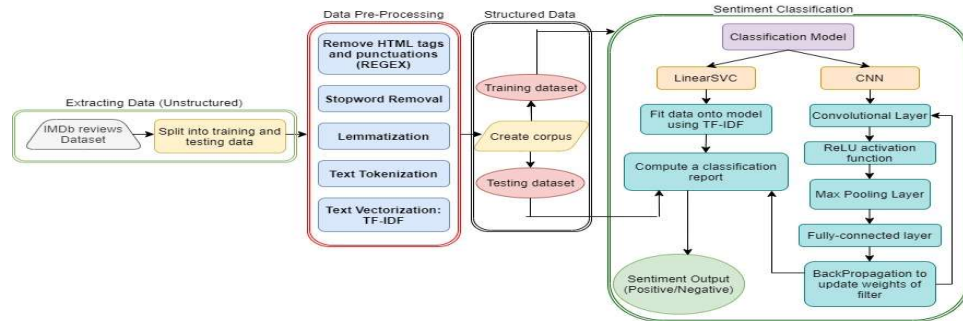 Extracting Data (Unstructured)
IMDb reviews
Dataset
Split into training and
testing data
Data Pre-Processing
Remove HTML tags
and punctuations
(REGEX)
Stopword Removal
Lemmatization
Text Tokenization
Text Vectorization:
TF-IDF
Structured Data
Training dataset
Create corpus
Testing dataset
Sentiment Classification
Classification Model
LinearSVC
Fit data onto model
using TF-IDF
Compute a classification
report
Sentiment Output
(Positive/Negative)
CNN
Convolutional Layer
ReLU activation
function
Max Pooling Layer
Fully-connected layer
BackPropagation to
update weights of
filter